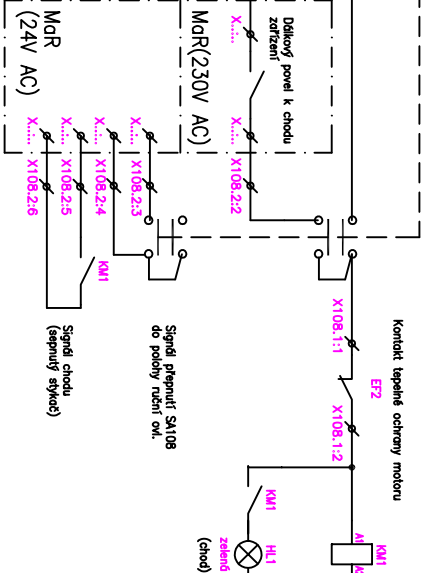 MaR
(24V AC)
MaR(230V AC)
Dálkový povel k chodu
zařízení
X.....
X.....
X.....
X.....
X.....
X.....
X108.2:2
X108.2:3
X108.2:4
X108.2:5
X108.2:6
KM1
Signál chodu
(sepnutý stykač)
Signál přepnutí SA108
do polohy ruční ovl.
Kontakt tepelné ochrany motoru
X108.1:1
EF2
X108.1:2
KM1
HL1
zelená
(chod)
KM1
A1
A2